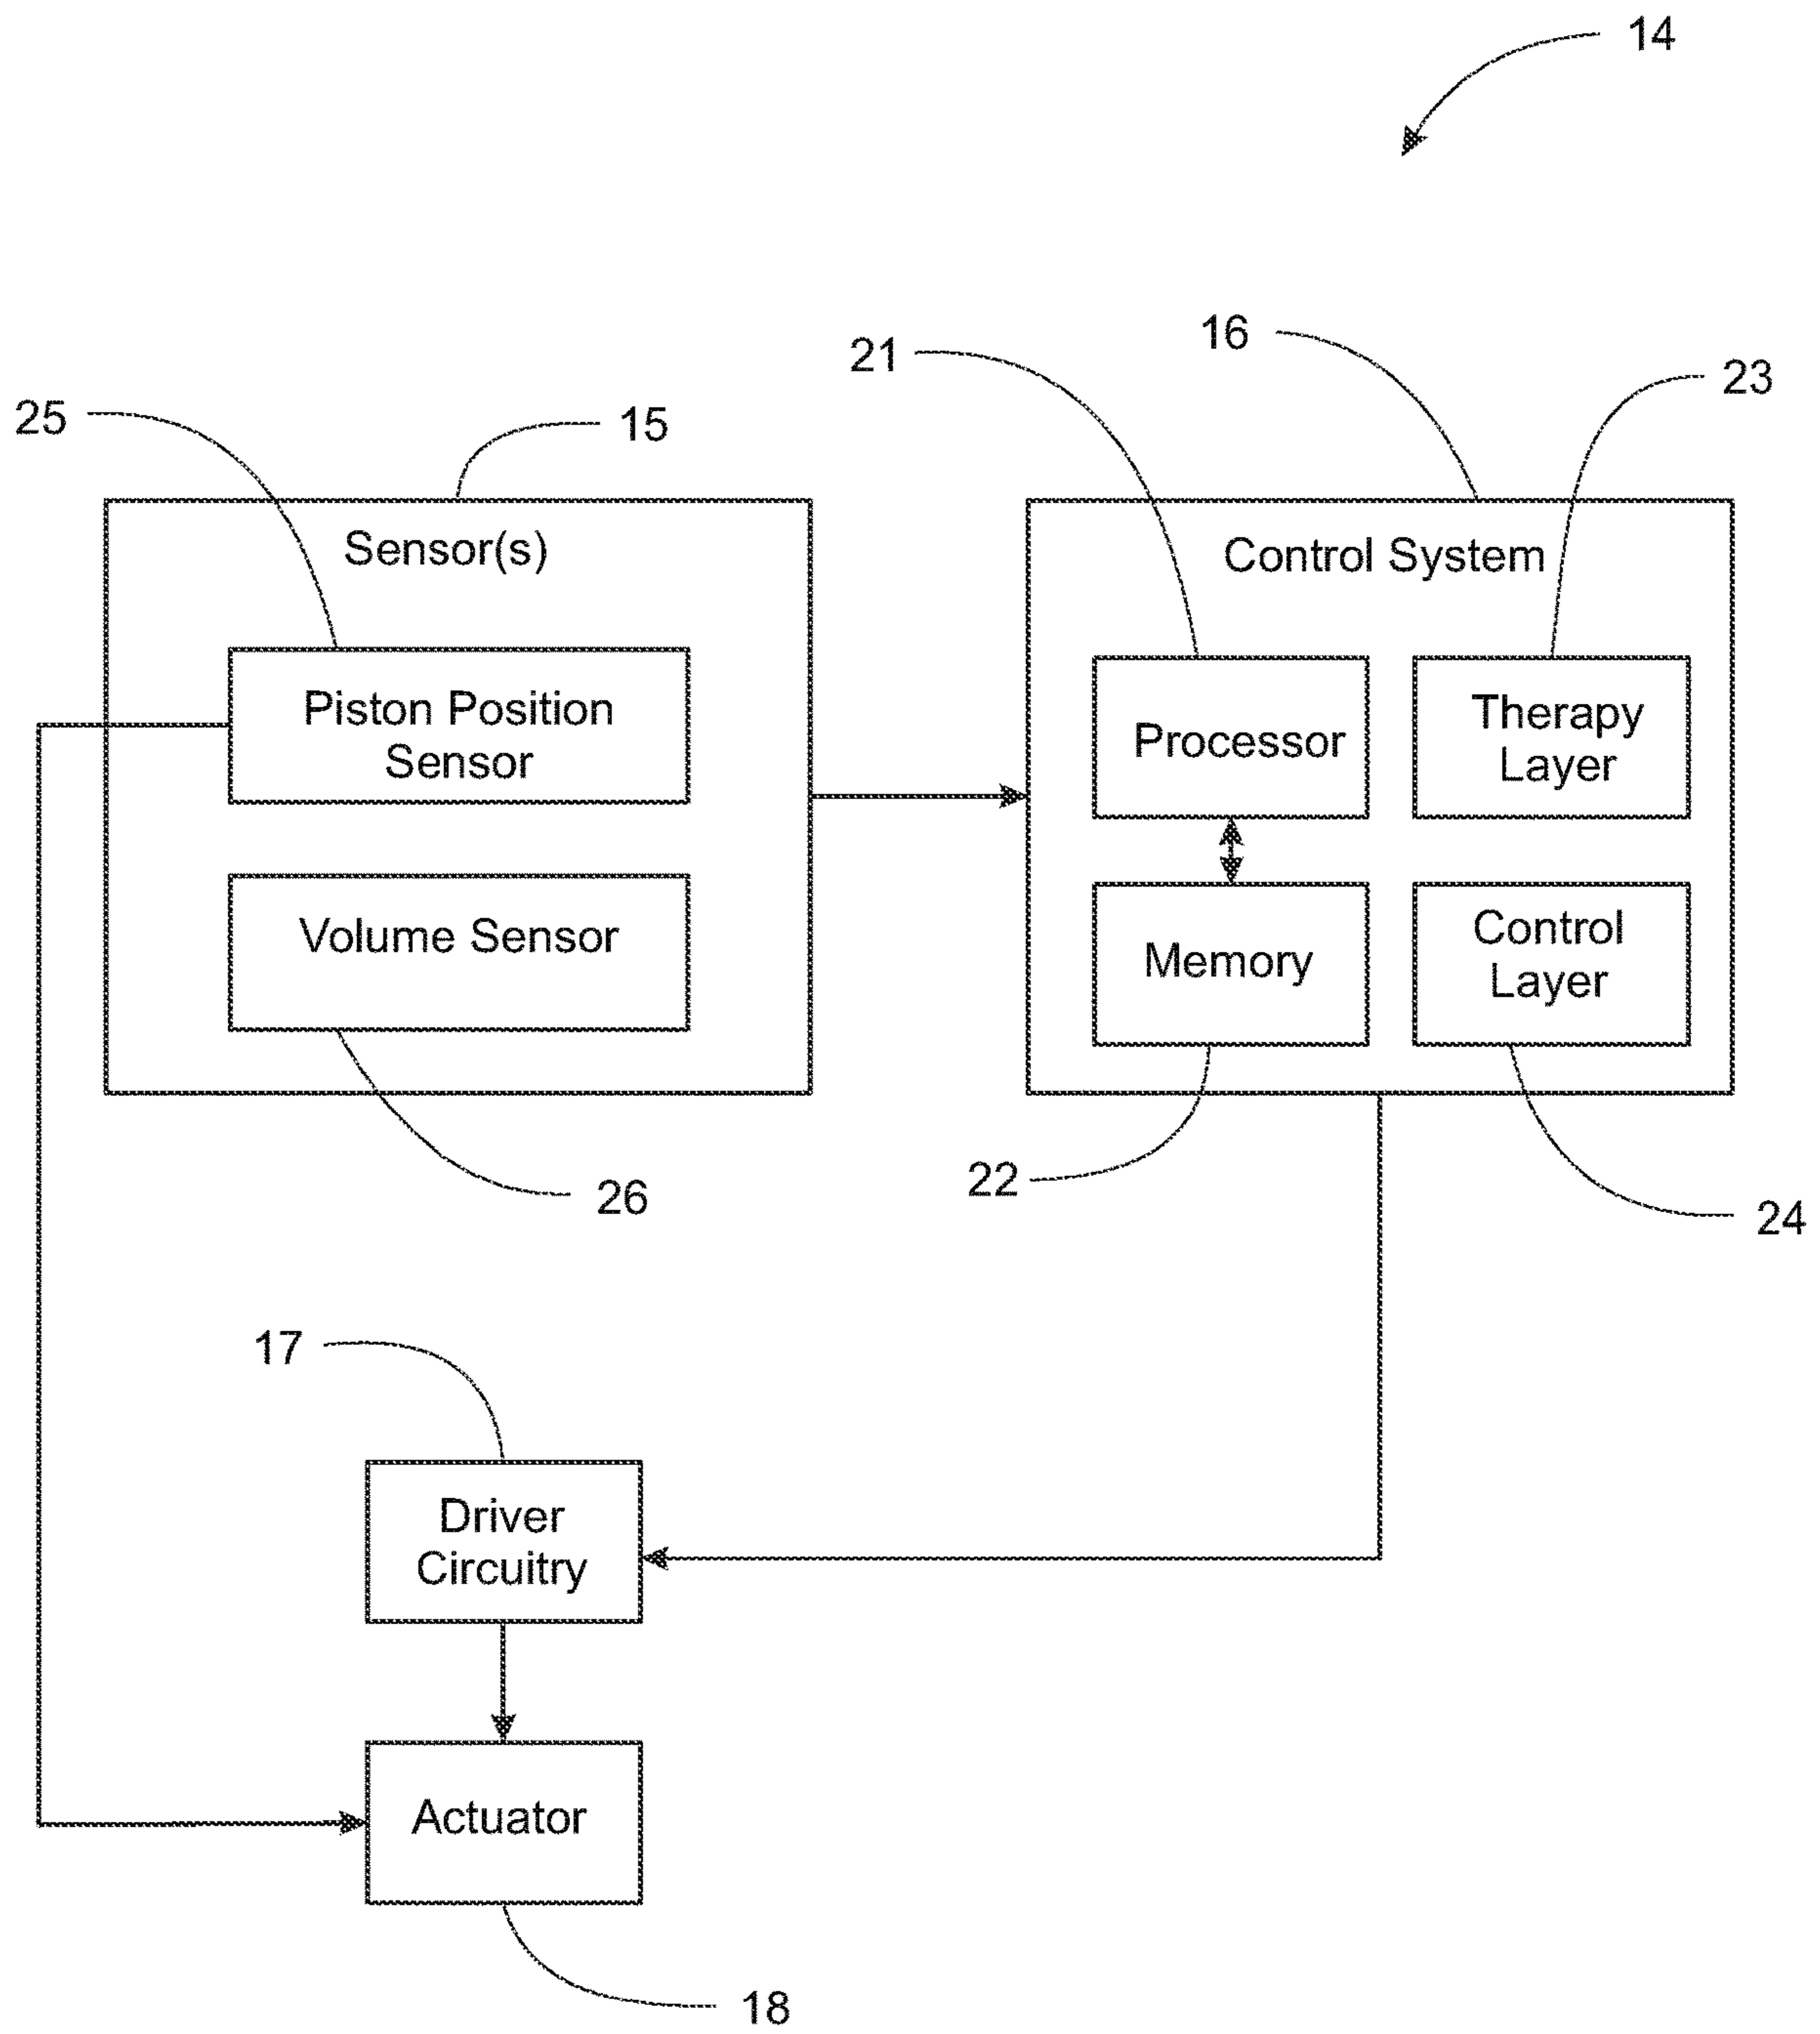 14
16
21
23
25
15
Sensor(s)
Control System
Piston Position
Sensor
Processor
Therapy
Layer
Volume Sensor
Memory
Control
Layer
22
26
24
17
Driver
Circuitry
Actuator
18